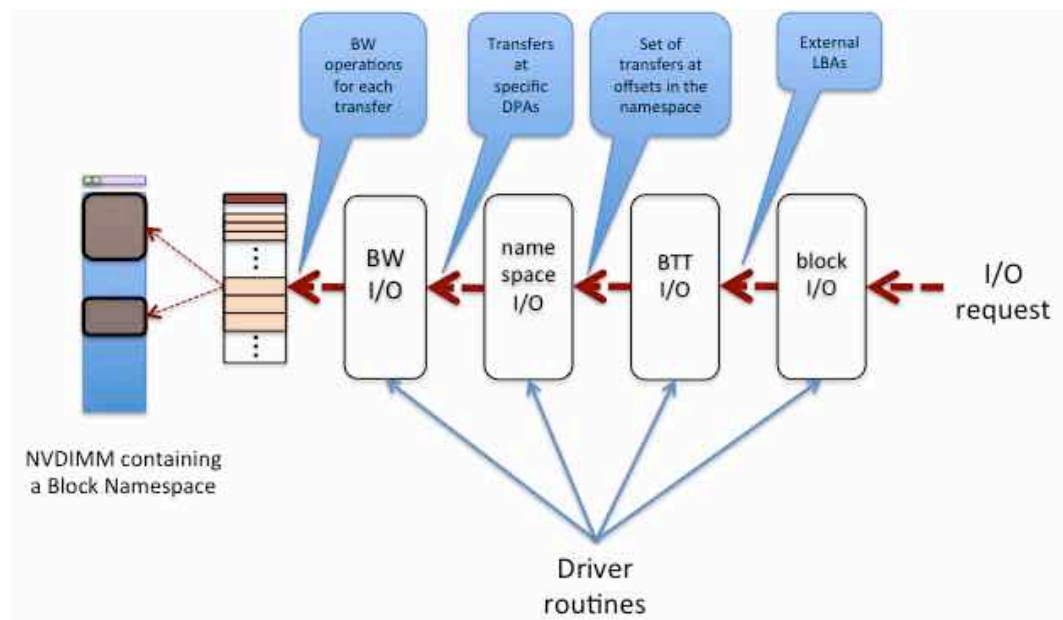 BW
operations
for each
transfer
Transfers
at
specific
DPAs
Set of
transfers at
offsets in the
namespace
External
LBAs
BW
I/O
name
space
I/O
BTT
I/O
block
I/O
I/O
request
NVDIMM containing
a Block Namespace
Driver
routines